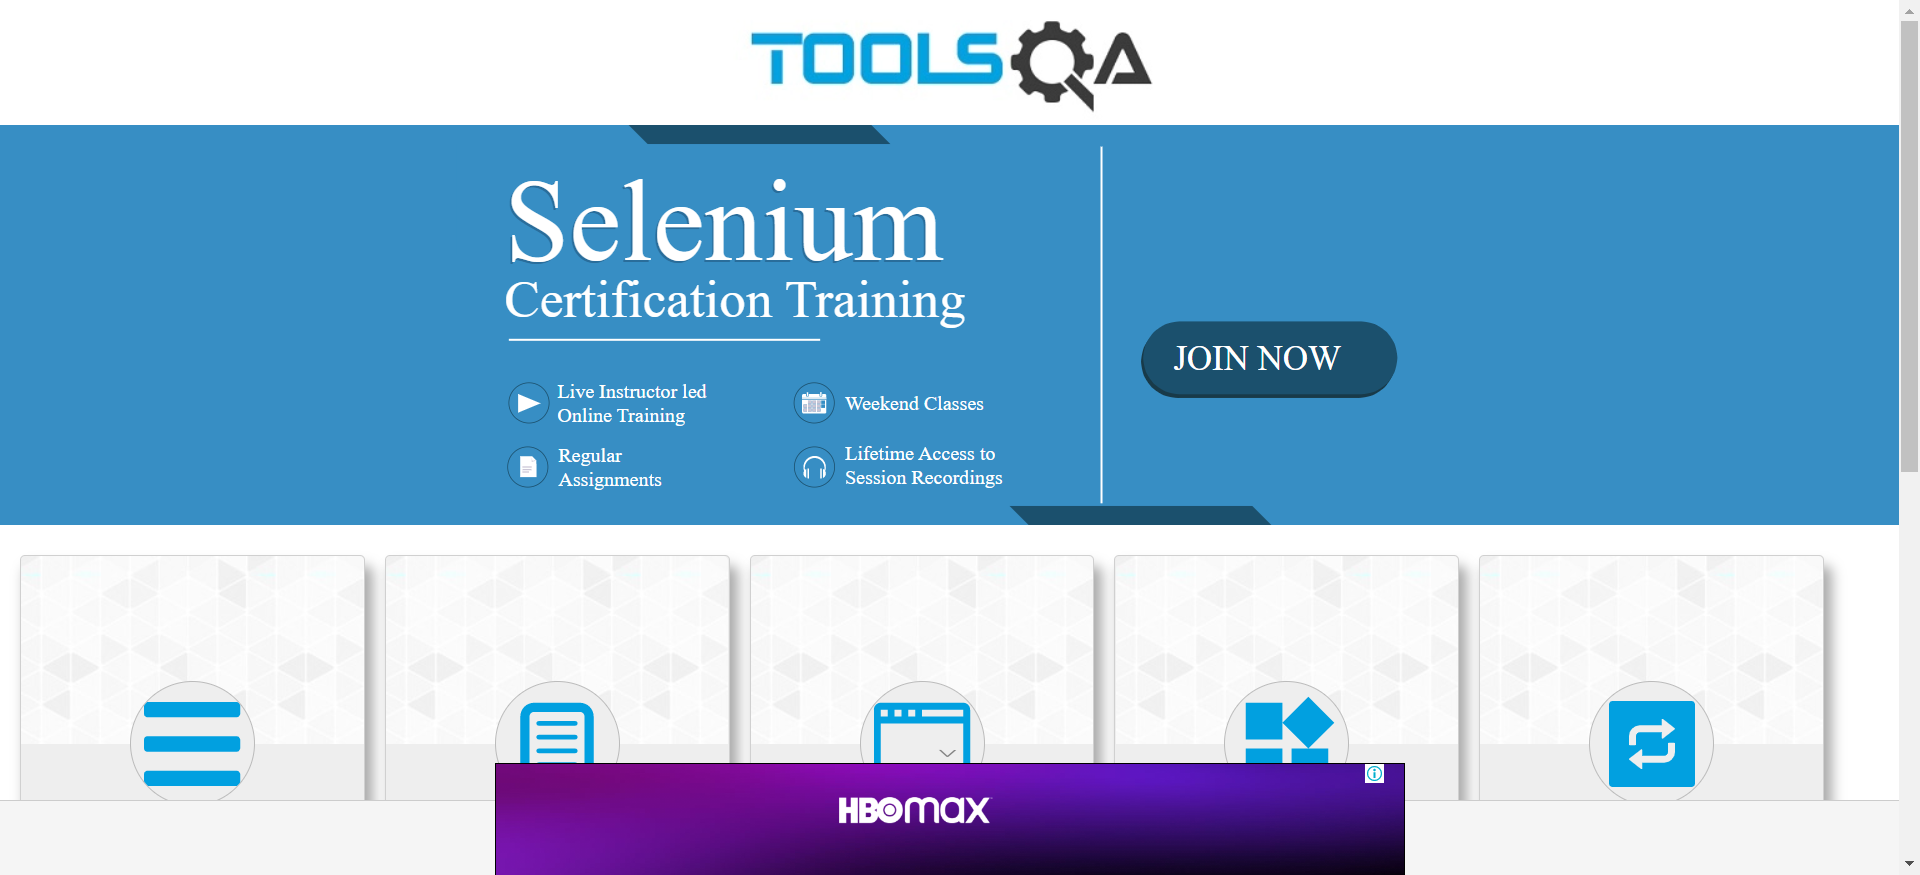 TOOLSQA
Selenium
Certification Training
JOIN NOW
Live Instructor led
Online Training
Weekend Classes
Regular
Assignments
Lifetime Access to
Session Recordings
HBOmax